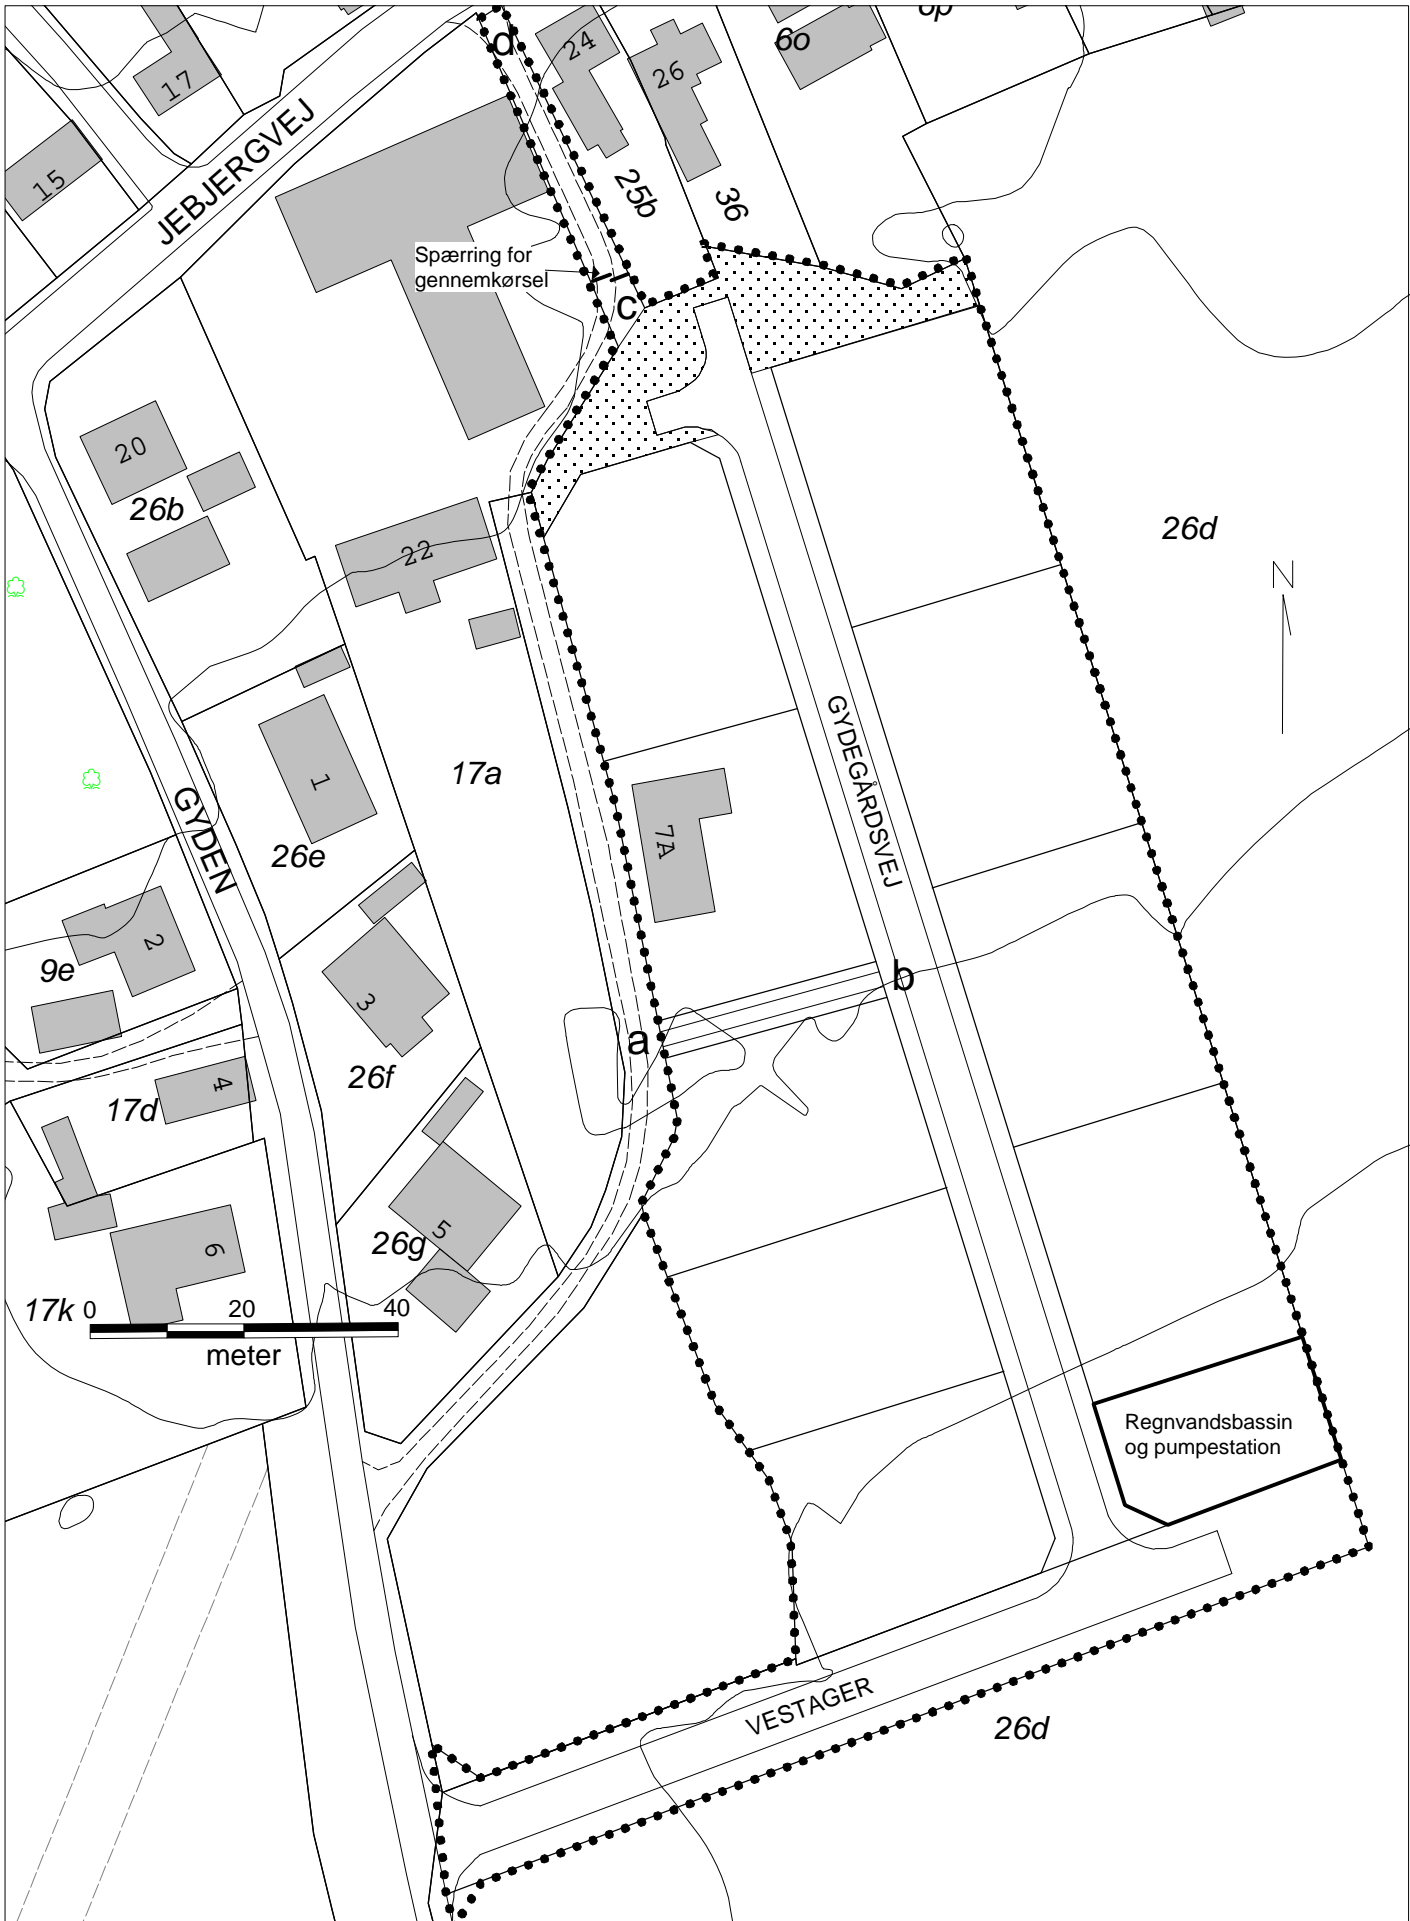 d
24
26
6o
6p
17
15
JEBJERGVEJ
25b
36
Spærring for
gennemkørsel
c
20
26b
22
26d
N
1
17a
26e
GYDEN
GYDEGÅRDSVEJ
7A
2
9e
3
b
a
26f
4
17d
5
26g
6
17k
0 20 40
meter
Regnvandsbassin
og pumpestation
VESTAGER
26d